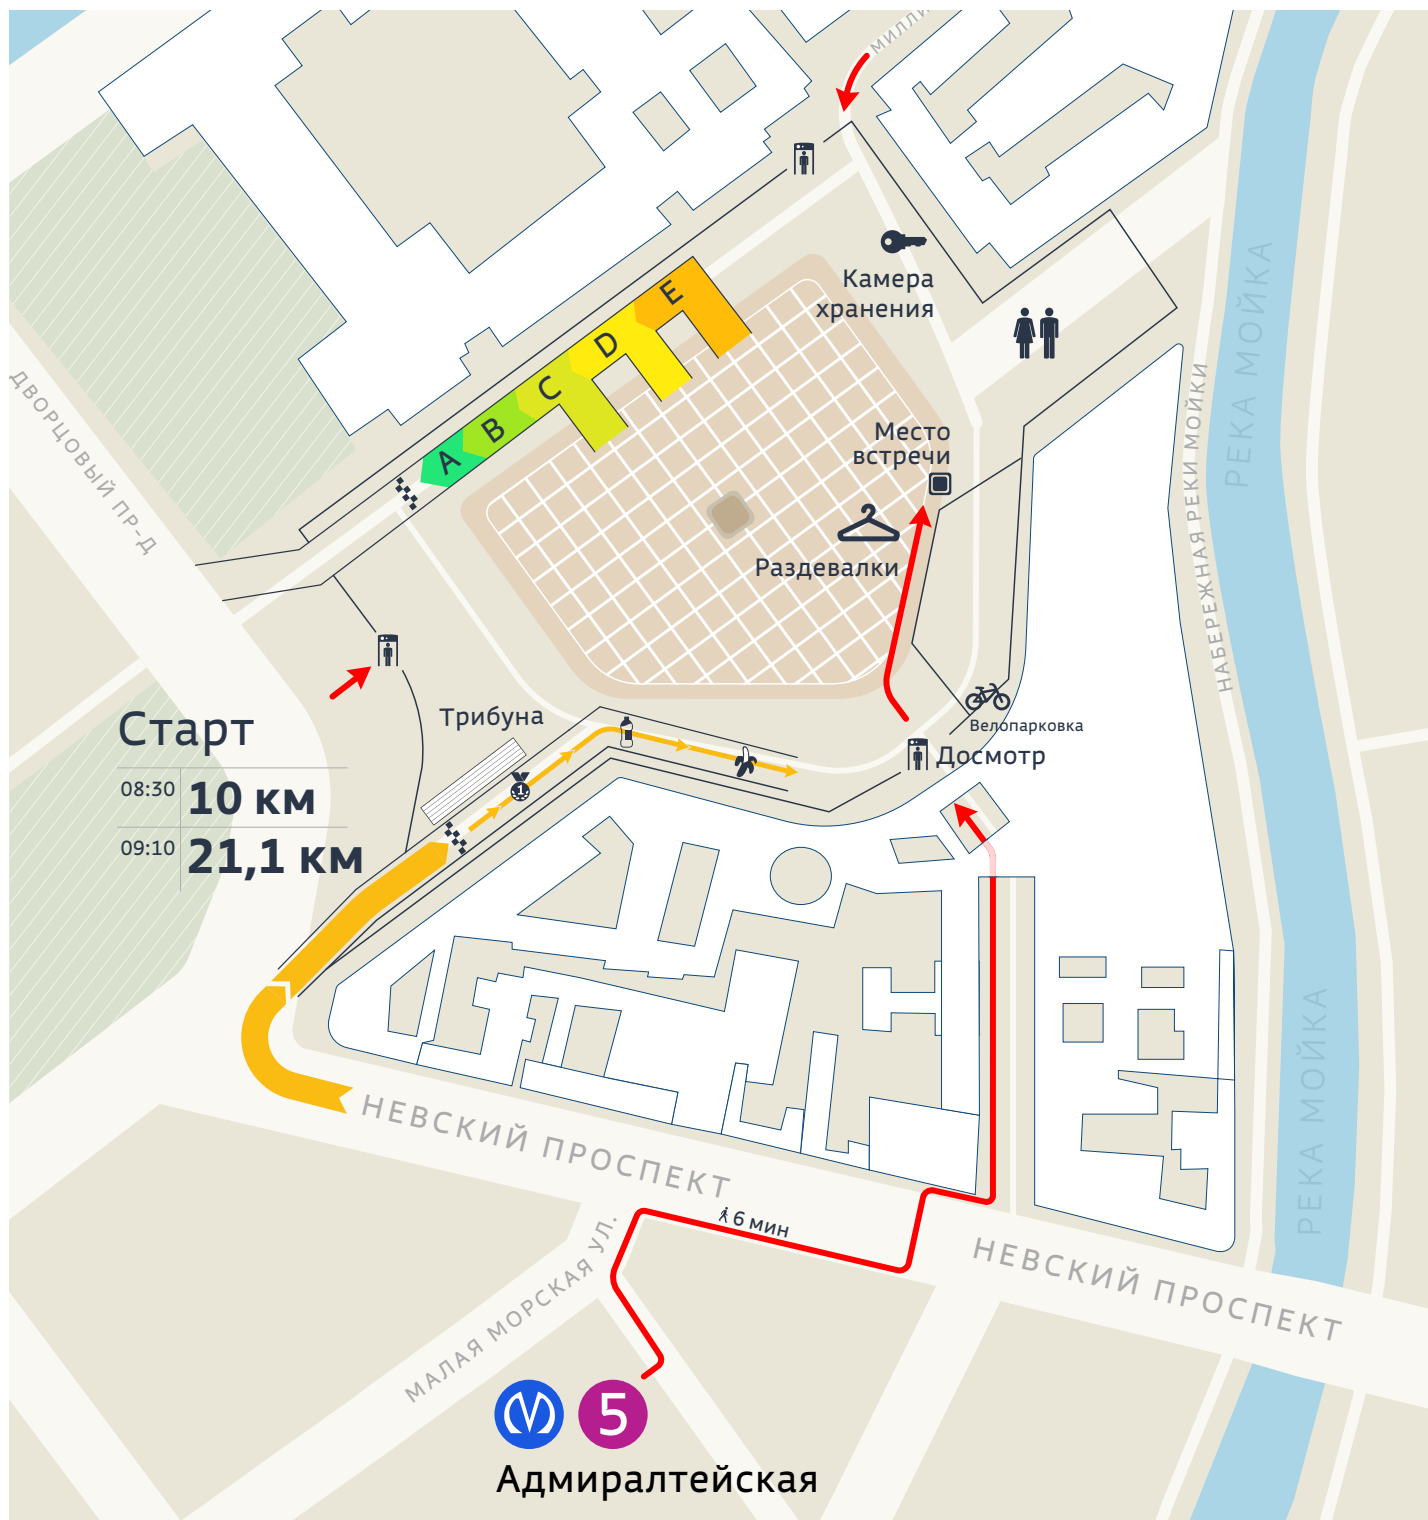 МИЛЛИ
Камера
хранения
E
D
C
B
A
Место
встречи
Раздевалки
РЕКА МОЙКА
НАБЕРЕЖНАЯ РЕКИ МОЙКИ
ДВОРЦОВЫЙ ПР-Д
Трибуна
Велопарковка
Досмотр
1
Старт
08:30 10 км
09:10 21,1 км
РЕКА МОЙКА
НЕВСКИЙ ПРОСПЕКТ
6 мин
НЕВСКИЙ ПРОСПЕКТ
МАЛАЯ МОРСКАЯ УЛ.
5
Адмиралтейская